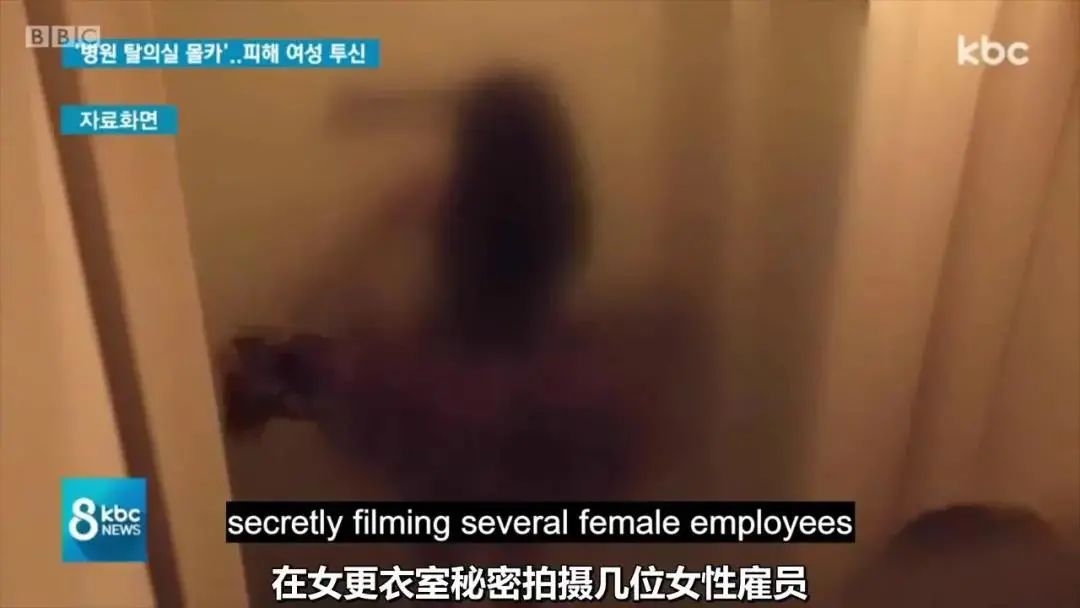 BBC
'병원 탈의실 몰카'..피해 여성 투신
kbc
자료화면
8 kbc
NEWS
secretly filming several female employees
在女更衣室秘密拍摄几位女性雇员